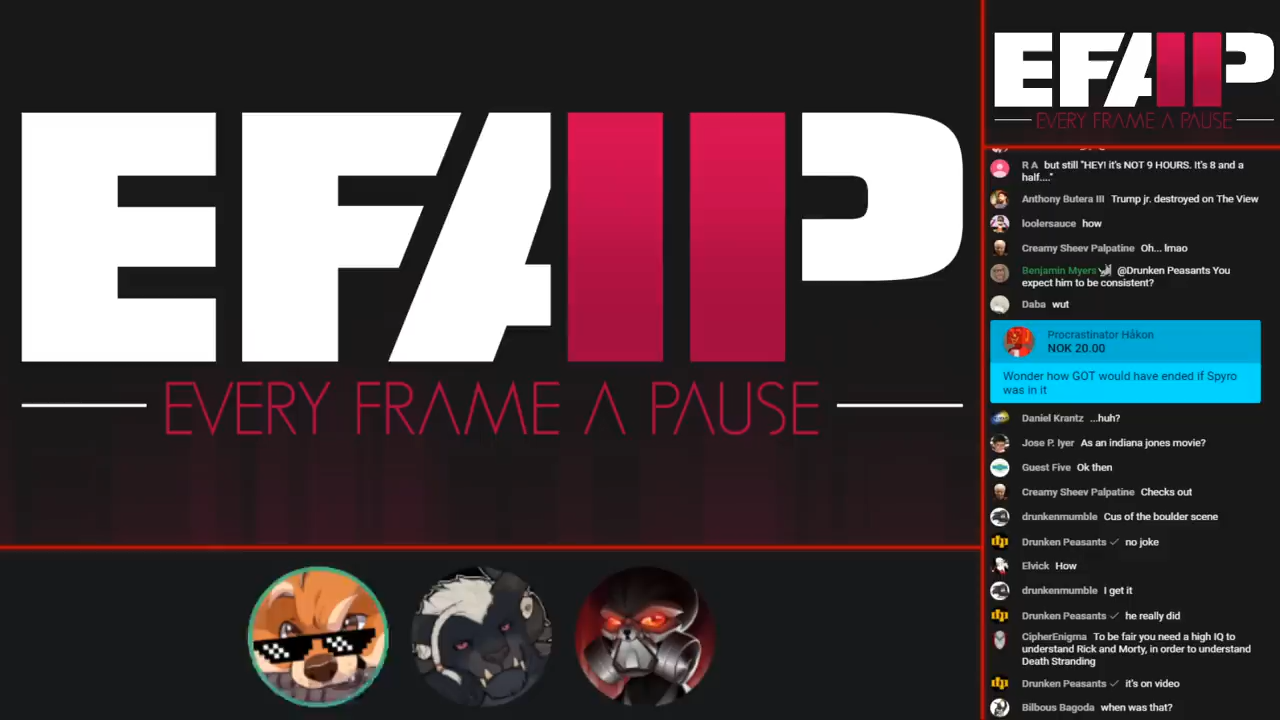 EFAP
EVERY FRAME A PAUSE
EFAP
EVERY FRAME A PAUSE
R A but still "HEY! it's NOT 9 HOURS. It's 8 and a
half...."
Anthony Butera III Trump jr. destroyed on The View
loolersauce how
Creamy Sheev Palpatine Oh... lmao
Benjamin Myers @Drunken Peasants You
expect him to be consistent?
Daba wut
Procrastinator Håkon
NOK 20.00
Wonder how GOT would have ended if Spyro
was in it
Daniel Krantz ...huh?
Jose P. Iyer As an indiana jones movie?
Guest Five Ok then
Creamy Sheev Palpatine Checks out
drunkenmumble Cus of the boulder scene
Drunken Peasants no joke
Elvick How
drunkenmumble I get it
Drunken Peasants he really did
CipherEnigma To be fair you need a high IQ to
understand Rick and Morty, in order to understand
Death Stranding
Drunken Peasants it's on video
Bilbous Bagoda when was that?